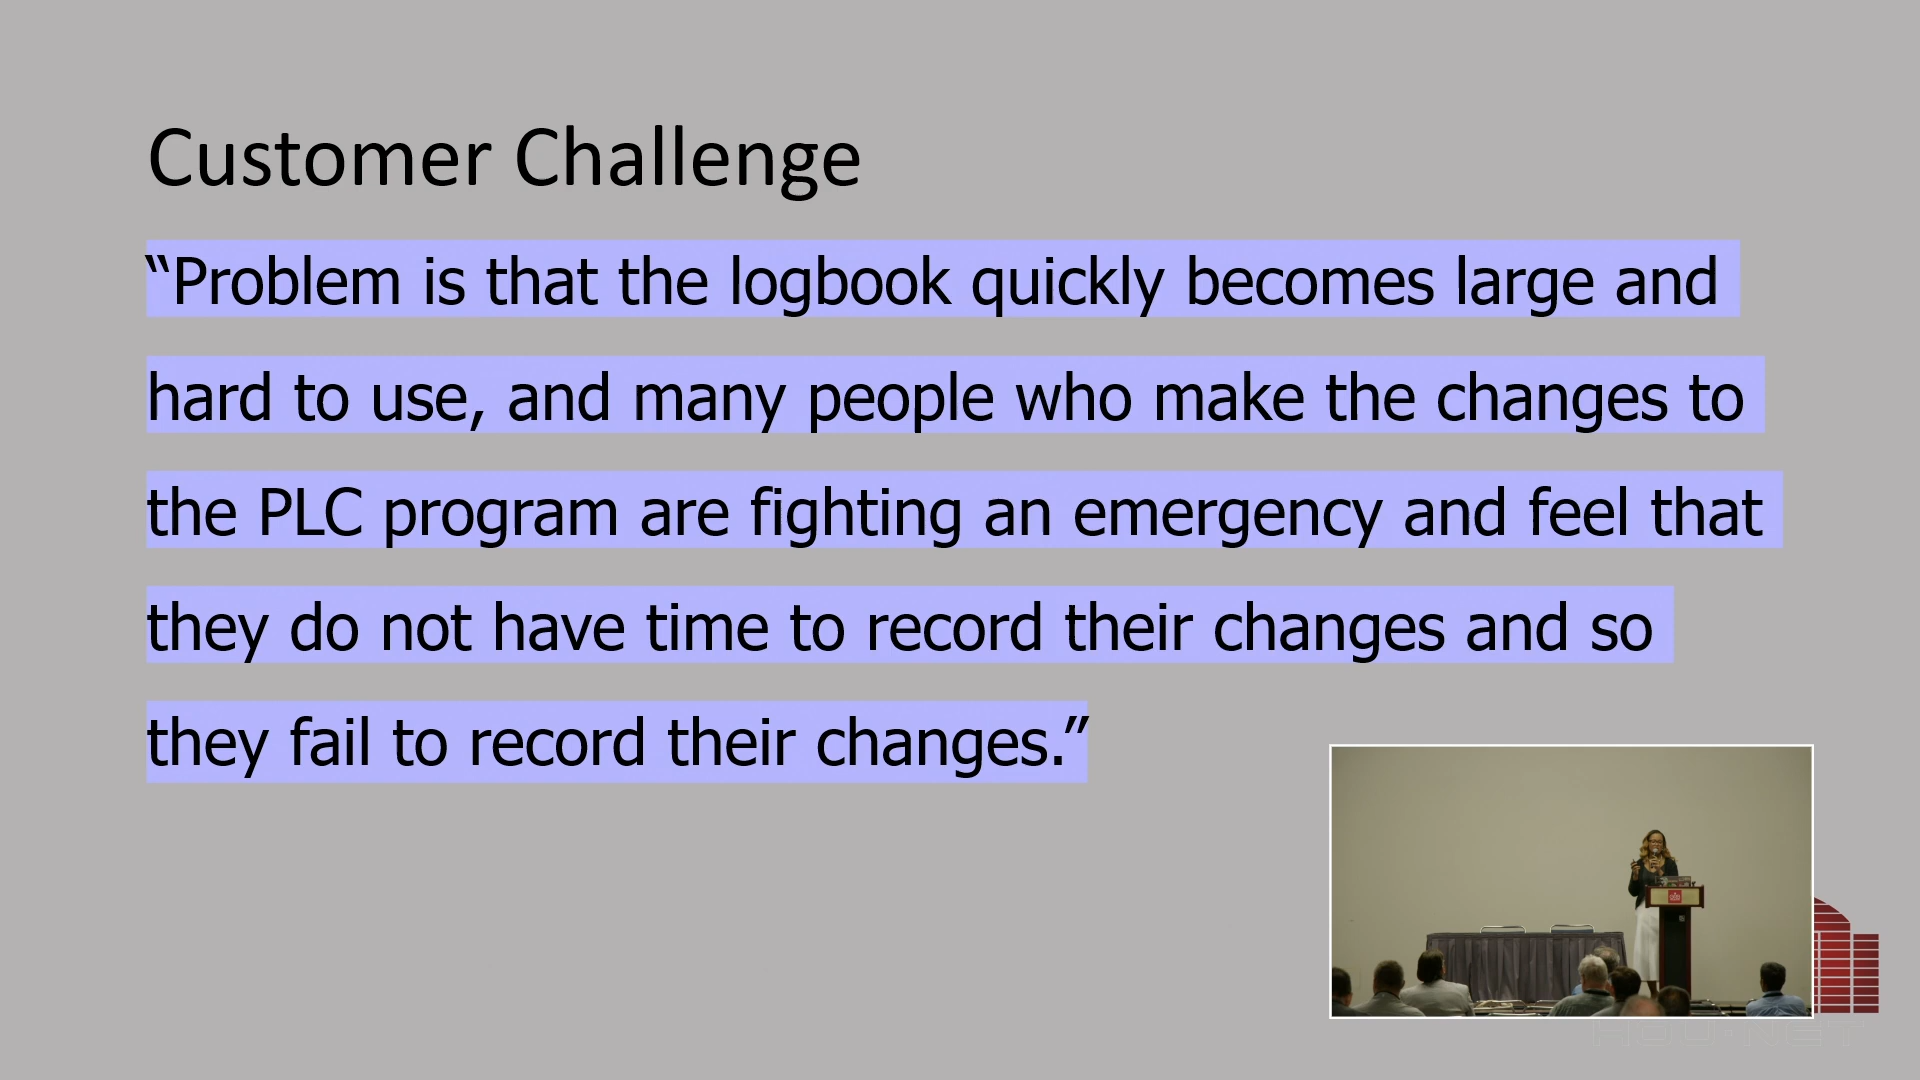 Customer Challenge
“Problem is that the logbook quickly becomes large and
hard to use, and many people who make the changes to
the PLC program are fighting an emergency and feel that
they do not have time to record their changes and so
they fail to record their changes.”